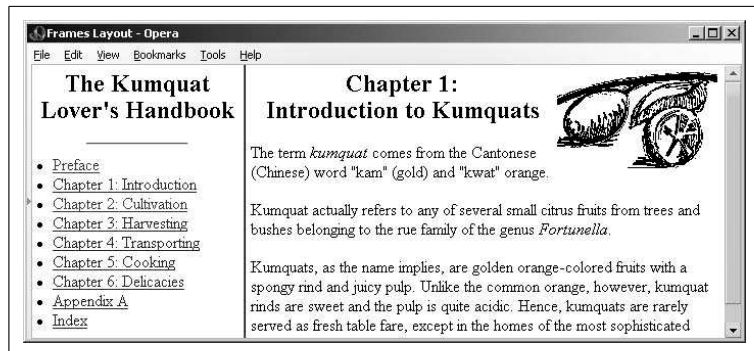 Frames Layout - Opera
File Edit View Bookmarks Tools Help
The Kumquat
Lover's Handbook
Preface
Chapter 1: Introduction
Chapter 2: Cultivation
Chapter 3: Harvesting
Chapter 4: Transporting
Chapter 5: Cooking
Chapter 6: Delicacies
Appendix A
Index
Chapter 1:
Introduction to Kumquats
The term kumquat comes from the Cantonese
(Chinese) word "kam" (gold) and "kwat" orange.
Kumquat actually refers to any of several small citrus fruits from trees and
bushes belonging to the rue family of the genus Fortunella.
Kumquats, as the name implies, are golden orange-colored fruits with a
spongy rind and juicy pulp. Unlike the common orange, however, kumquat
rinds are sweet and the pulp is quite acidic. Hence, kumquats are rarely
served as fresh table fare, except in the homes of the most sophisticated